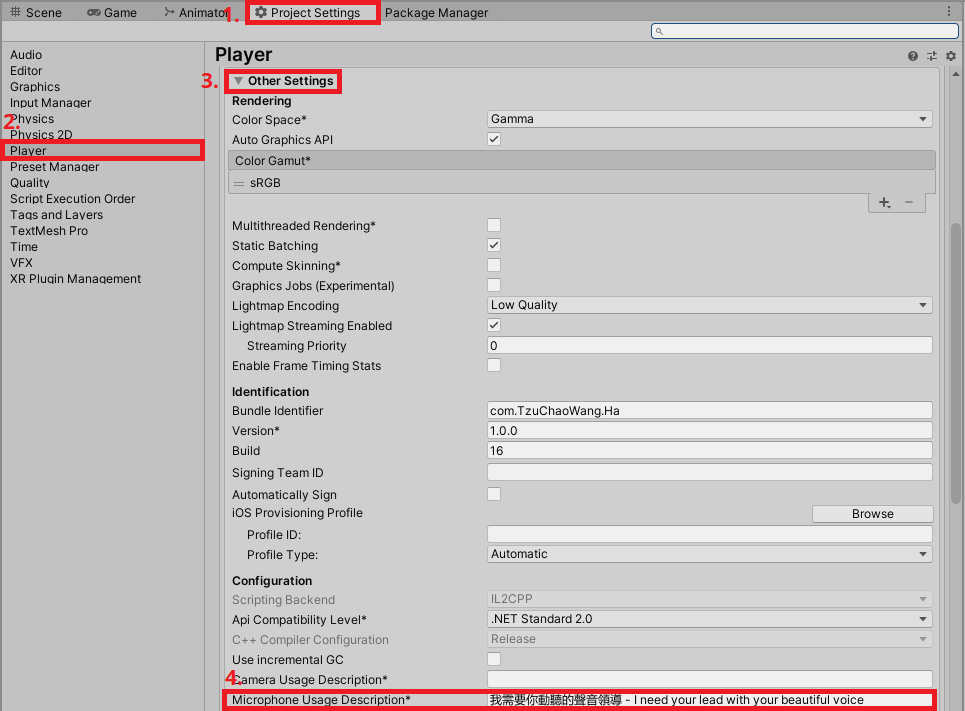 Scene Game Animator 1. Project Settings Package Manager
Audio
Editor
Graphics
Input Manager
Physics
2.
Physics 2D
Player
Preset Manager
Quality
Script Execution Order
Tags and Layers
TextMesh Pro
Time
VFX
XR Plugin Management
Player
3. Other Settings
Rendering
Color Space* Gamma
Auto Graphics API
Color Gamut*
sRGB
Multithreaded Rendering*
Static Batching
Compute Skinning*
Graphics Jobs (Experimental)
Lightmap Encoding Low Quality
Lightmap Streaming Enabled
Streaming Priority 0
Enable Frame Timing Stats
Identification
Bundle Identifier com.TzuChaoWang.Ha
Version* 1.0.0
Build 16
Signing Team ID
Automatically Sign
iOS Provisioning Profile Browse
Profile ID:
Profile Type: Automatic
Configuration
Scripting Backend IL2CPP
Api Compatibility Level* .NET Standard 2.0
C++ Compiler Configuration Release
Use incremental GC
4. Camera Usage Description*
Microphone Usage Description* 我需要你動聽的聲音領導 - I need your lead with your beautiful voice